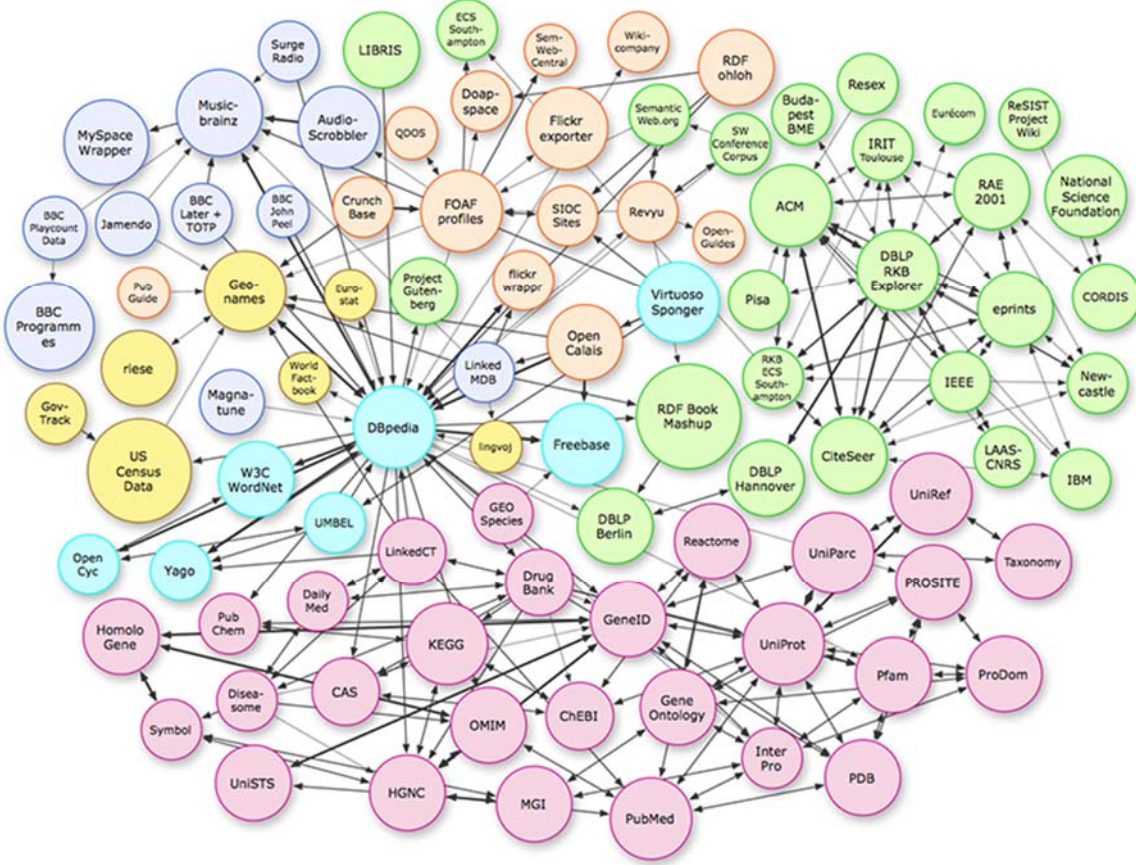 Surge
Radio
LIBRIS
ECS
South-
ampton
Sem-
Web-
Central
Wiki-
company
RDF
ohloh
Music-
brainz
Audio-
Scrobbler
MySpace
Wrapper
QDOS
Doap-
space
Flickr
exporter
Semantic
Web.org
SW
Conference
Corpus
Buda-
pest
BME
Resex
Eurécom
ReSIST
Project
Wiki
IRIT
Toulouse
RAE
2001
National
Science
Foundation
BBC
Playcount
Data
Jamendo
BBC
Later +
TOTP
BBC
John
Peel
Crunch
Base
FOAF
profiles
SIOC
Sites
Revyu
Open-
Guides
ACM
DBLP
RKB
Explorer
Pub
Guide
Geo-
names
Euro-
stat
Project
Guten-
berg
flickr
wrappr
Virtuoso
Sponger
Pisa
eprints
CORDIS
BBC
Programm
es
riese
World
Fact-
book
Linked
MDB
Open
Calais
RKB
ECS
South-
ampton
IEEE
New-
castle
Gov-
Track
Magna-
tune
DBpedia
lingvoj
Freebase
RDF Book
Mashup
US
Census
Data
W3C
WordNet
DBLP
Hannover
CiteSeer
LAAS-
CNRS
IBM
UMBEL
GEO
Species
DBLP
Berlin
UniRef
Open
Cyc
Yago
LinkedCT
Reactome
UniParc
Taxonomy
Drug
Bank
PROSITE
Daily
Med
Pub
Chem
Homolo
Gene
KEGG
GeneID
UniProt
Pfam
ProDom
Disea-
some
CAS
OMIM
ChEBI
Gene
Ontology
Symbol
UniSTS
HGNC
MGI
PubMed
Inter
Pro
PDB